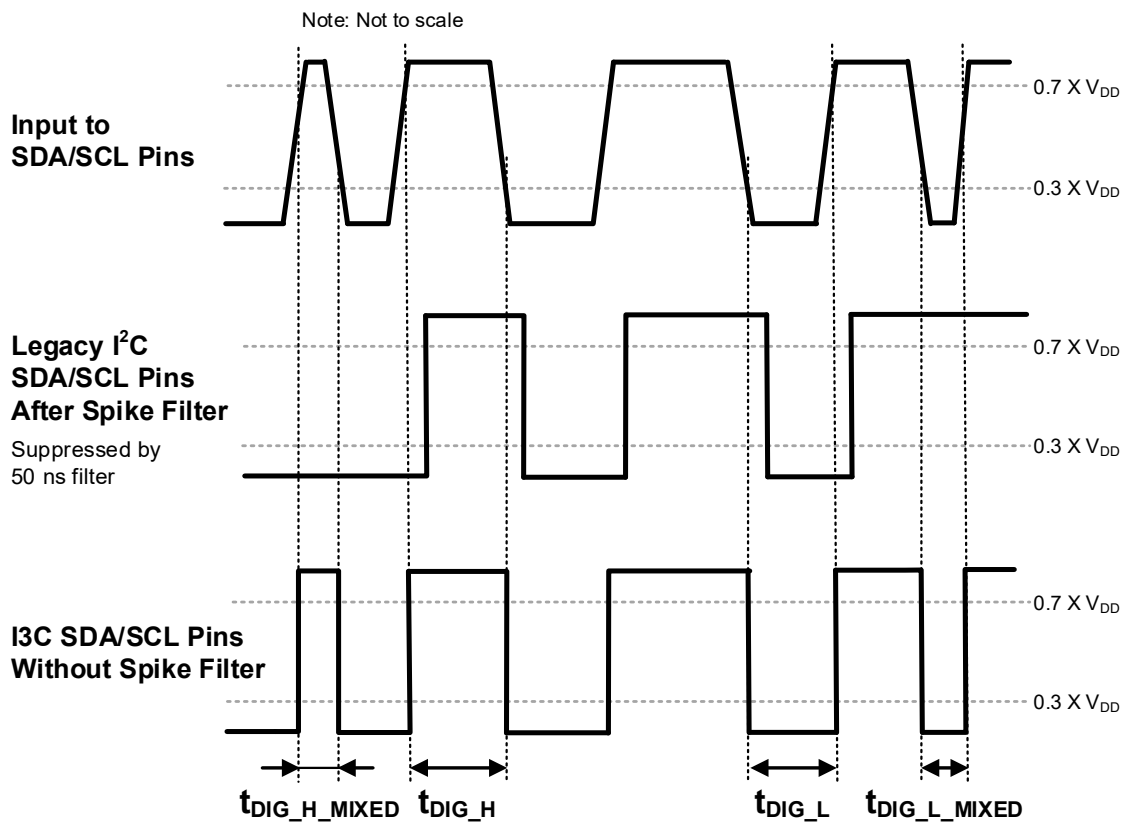 Note: Not to scale
0.7 X VDD
Input to
SDA/SCL Pins
0.3 X VDD
Legacy I²C
SDA/SCL Pins
After Spike Filter
Suppressed by
50 ns filter
0.7 X VDD
0.3 X VDD
I3C SDA/SCL Pins
Without Spike Filter
0.7 X VDD
0.3 X VDD
tDIG_H_MIXED
tDIG_H
tDIG_L
tDIG_L_MIXED